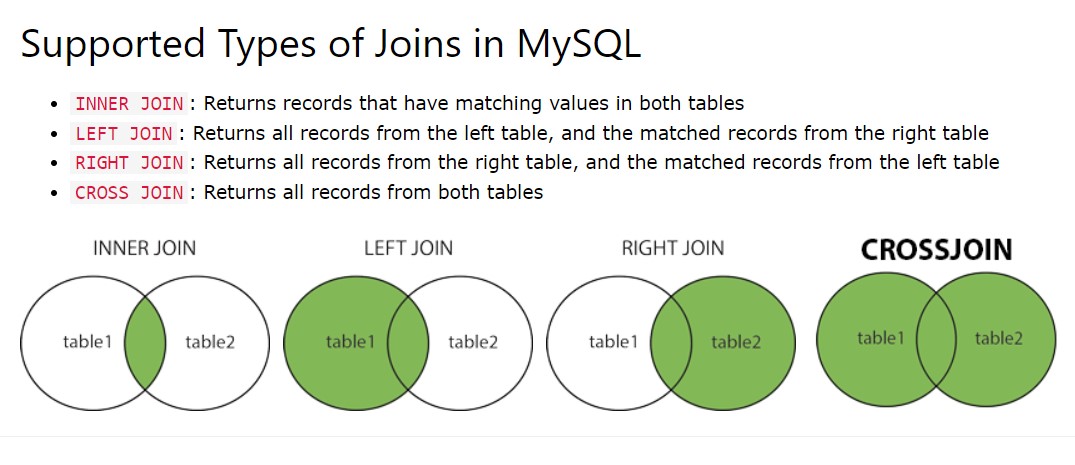 Supported Types of Joins in MySQL
INNER JOIN: Returns records that have matching values in both tables
LEFT JOIN: Returns all records from the left table, and the matched records from the right table
RIGHT JOIN: Returns all records from the right table, and the matched records from the left table
CROSS JOIN: Returns all records from both tables
INNER JOIN
LEFT JOIN
RIGHT JOIN
CROSSJOIN
table1
table2
table1
table2
table1
table2
table1
table2